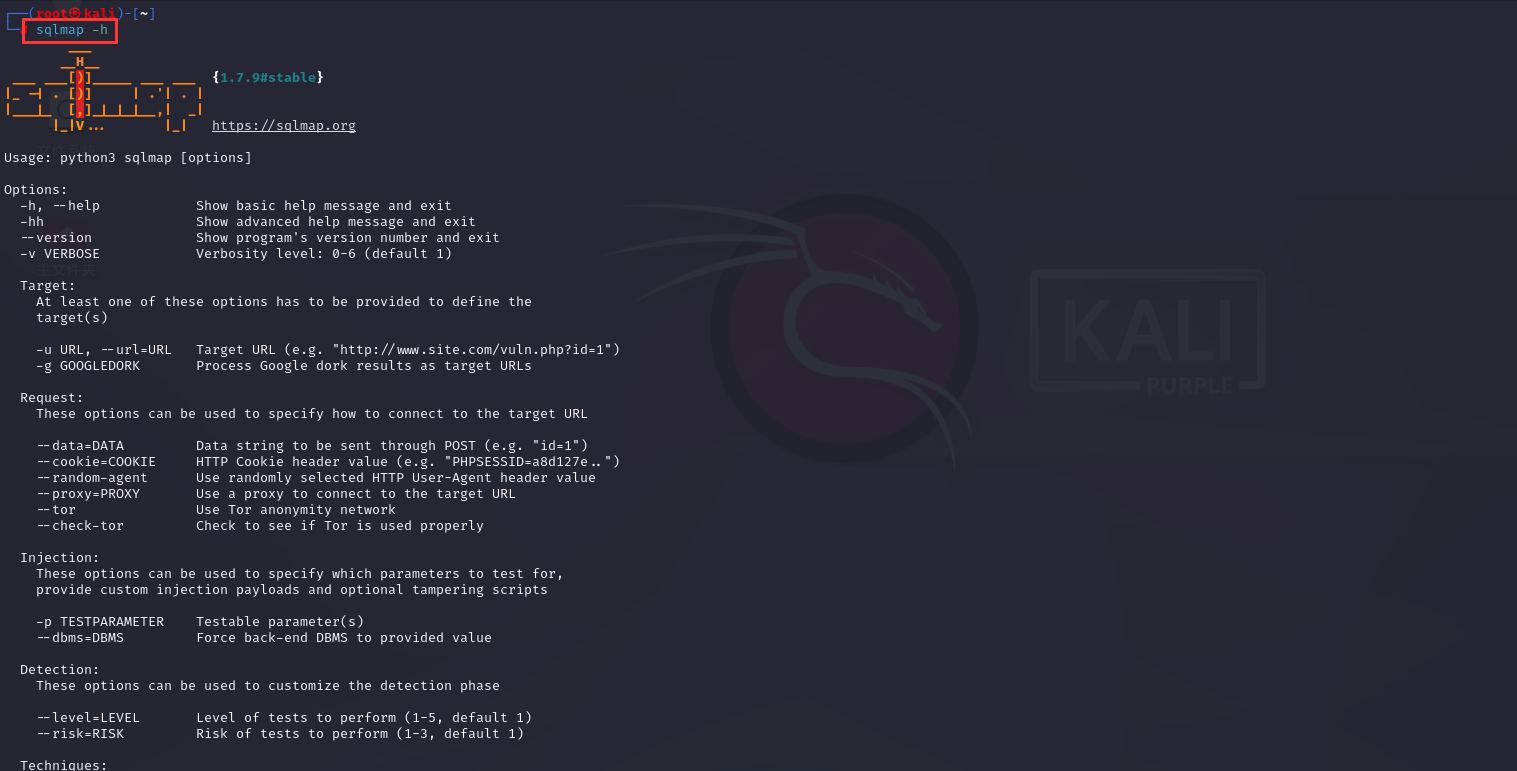 ┌──(root㉿kali)-[~]
└─# sqlmap -h
        ___
       __H__
 ___ ___[)]_____ ___ ___  {1.7.9#stable}
|_ -| . [)]     | .'| . |
|___|_  [,]_|_|_|__,|  _|
      |_|V...       |_|   https://sqlmap.org
Usage: python3 sqlmap [options]
Options:
-h, --help Show basic help message and exit
-hh Show advanced help message and exit
--version Show program's version number and exit
-v VERBOSE Verbosity level: 0-6 (default 1)
主文件夹
Target:
At least one of these options has to be provided to define the
target(s)
-u URL, --url=URL Target URL (e.g. "http://www.site.com/vuln.php?id=1")
-g GOOGLEDORK Process Google dork results as target URLs
KALI
PURPLE
Request:
These options can be used to specify how to connect to the target URL
--data=DATA Data string to be sent through POST (e.g. "id=1")
--cookie=COOKIE HTTP Cookie header value (e.g. "PHPSESSID=a8d127e..")
--random-agent Use randomly selected HTTP User-Agent header value
--proxy=PROXY Use a proxy to connect to the target URL
--tor Use Tor anonymity network
--check-tor Check to see if Tor is used properly
Injection:
These options can be used to specify which parameters to test for,
provide custom injection payloads and optional tampering scripts
-p TESTPARAMETER Testable parameter(s)
--dbms=DBMS Force back-end DBMS to provided value
Detection:
These options can be used to customize the detection phase
--level=LEVEL Level of tests to perform (1-5, default 1)
--risk=RISK Risk of tests to perform (1-3, default 1)
Techniques: